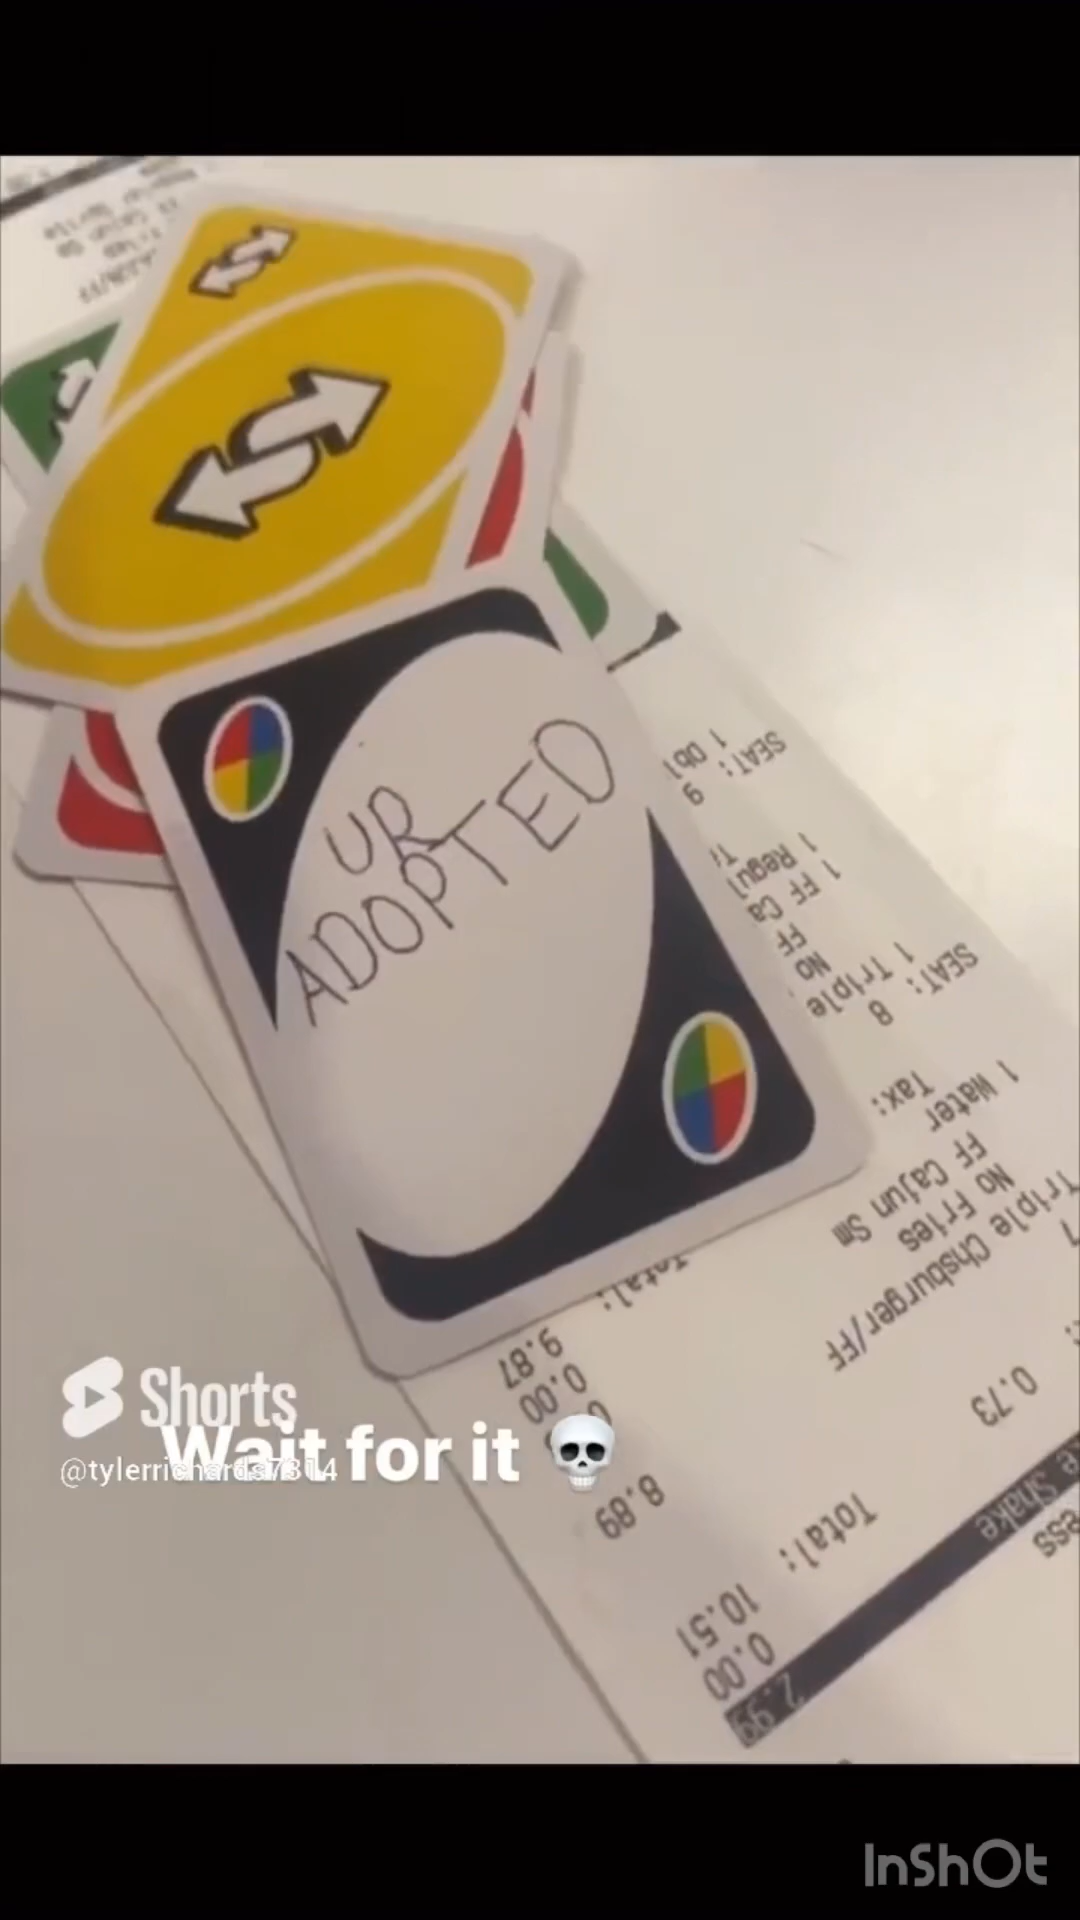 UR
ADOPTED
SEAT: 9
1 Dbl
1 Regul
1 FF Ca
NO FF
1 Triple
SEAT: 8
Tax:
1 Water
FF Cajun Sm
No Fries
Triple Chsburger/FF
Total:
9.87
0.00
0.73
8.89
Total:
10.51
0.00
2.99
Shake
Shorts
Wait for it 💀
@tylerrichards7314
InShOt